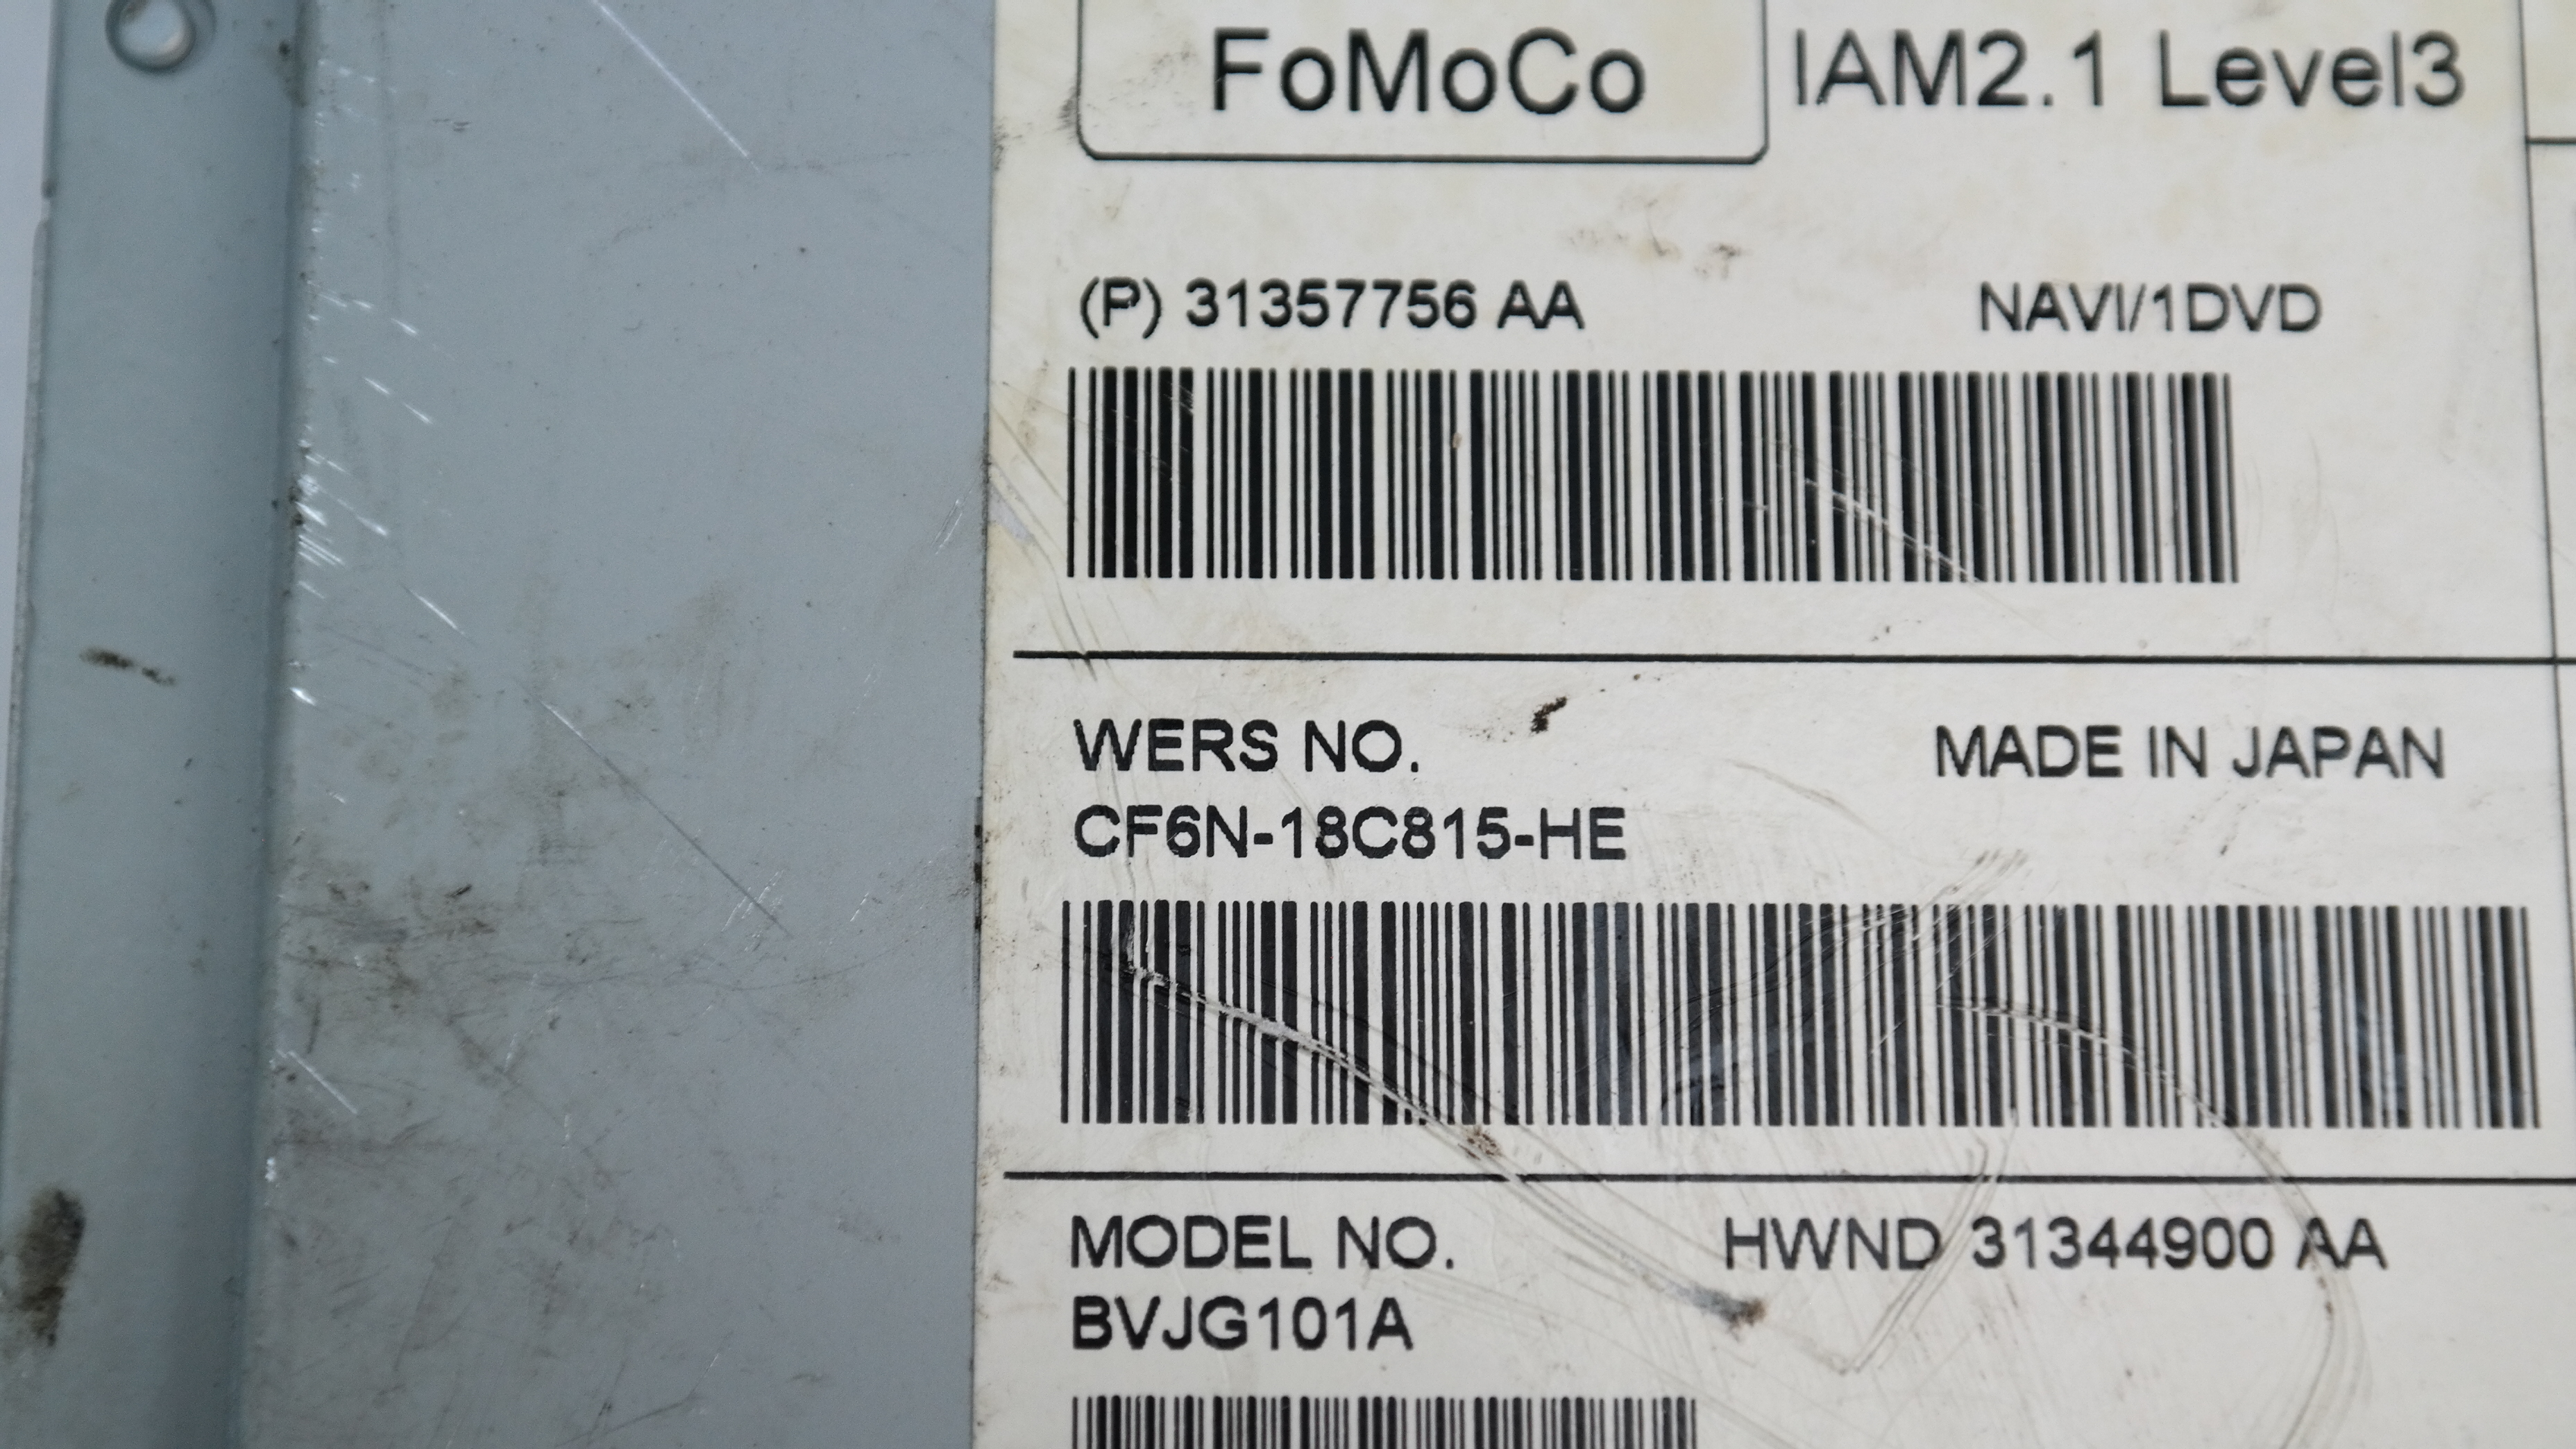 FoMoCo IAM2.1 Level3
(P) 31357756 AA NAVI/1DVD
WERS NO. MADE IN JAPAN
CF6N-18C815-HE
MODEL NO. HWND 31344900 AA
BVJG101A